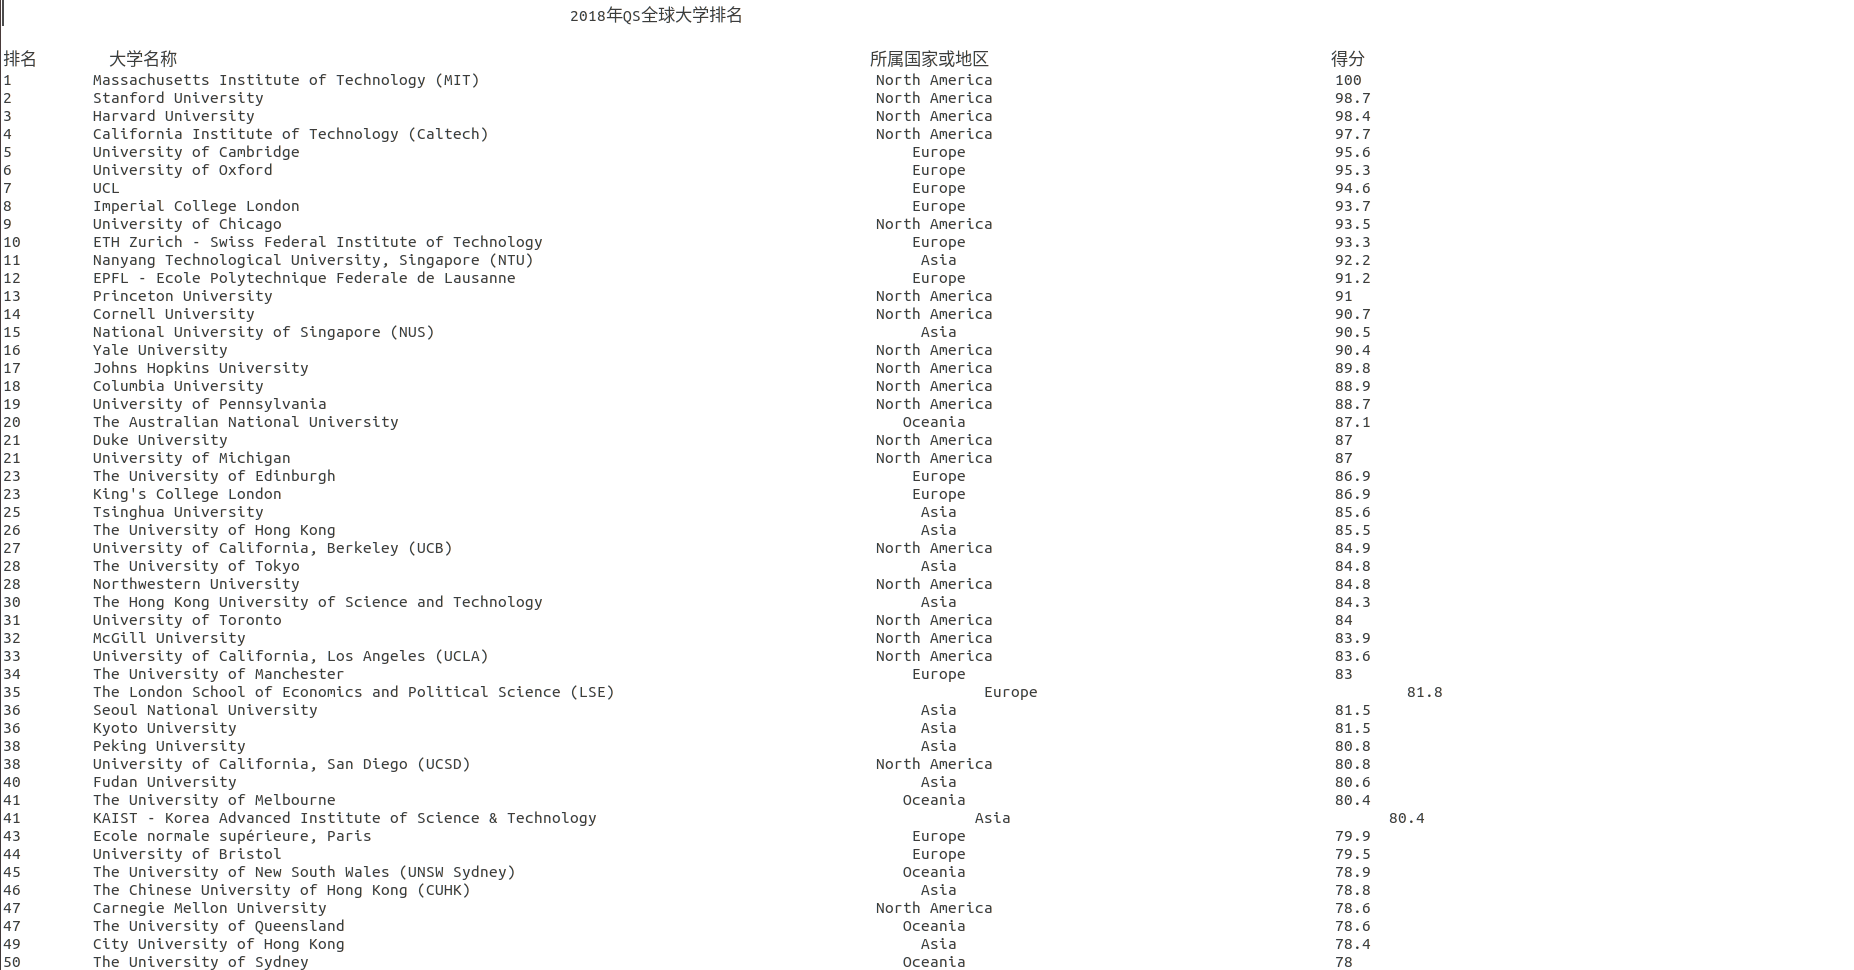 2018年QS全球大学排名
排名 大学名称 所属国家或地区 得分
1 Massachusetts Institute of Technology (MIT) North America 100
2 Stanford University North America 98.7
3 Harvard University North America 98.4
4 California Institute of Technology (Caltech) North America 97.7
5 University of Cambridge Europe 95.6
6 University of Oxford Europe 95.3
7 UCL Europe 94.6
8 Imperial College London Europe 93.7
9 University of Chicago North America 93.5
10 ETH Zurich - Swiss Federal Institute of Technology Europe 93.3
11 Nanyang Technological University, Singapore (NTU) Asia 92.2
12 EPFL - Ecole Polytechnique Federale de Lausanne Europe 91.2
13 Princeton University North America 91
14 Cornell University North America 90.7
15 National University of Singapore (NUS) Asia 90.5
16 Yale University North America 90.4
17 Johns Hopkins University North America 89.8
18 Columbia University North America 88.9
19 University of Pennsylvania North America 88.7
20 The Australian National University Oceania 87.1
21 Duke University North America 87
21 University of Michigan North America 87
23 The University of Edinburgh Europe 86.9
23 King's College London Europe 86.9
25 Tsinghua University Asia 85.6
26 The University of Hong Kong Asia 85.5
27 University of California, Berkeley (UCB) North America 84.9
28 The University of Tokyo Asia 84.8
28 Northwestern University North America 84.8
30 The Hong Kong University of Science and Technology Asia 84.3
31 University of Toronto North America 84
32 McGill University North America 83.9
33 University of California, Los Angeles (UCLA) North America 83.6
34 The University of Manchester Europe 83
35 The London School of Economics and Political Science (LSE) Europe 81.8
36 Seoul National University Asia 81.5
36 Kyoto University Asia 81.5
38 Peking University Asia 80.8
38 University of California, San Diego (UCSD) North America 80.8
40 Fudan University Asia 80.6
41 The University of Melbourne Oceania 80.4
41 KAIST - Korea Advanced Institute of Science & Technology Asia 80.4
43 Ecole normale supérieure, Paris Europe 79.9
44 University of Bristol Europe 79.5
45 The University of New South Wales (UNSW Sydney) Oceania 78.9
46 The Chinese University of Hong Kong (CUHK) Asia 78.8
47 Carnegie Mellon University North America 78.6
47 The University of Queensland Oceania 78.6
49 City University of Hong Kong Asia 78.4
50 The University of Sydney Oceania 78